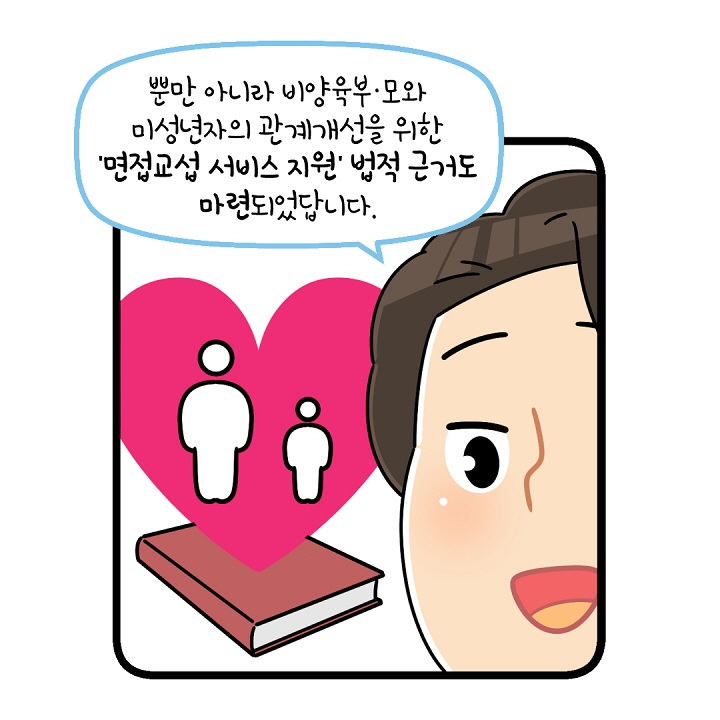 뿐만 아니라 비양육부·모와
미성년자의 관계개선을 위한
'면접교섭 서비스 지원' 법적 근거도
마련되었답니다.